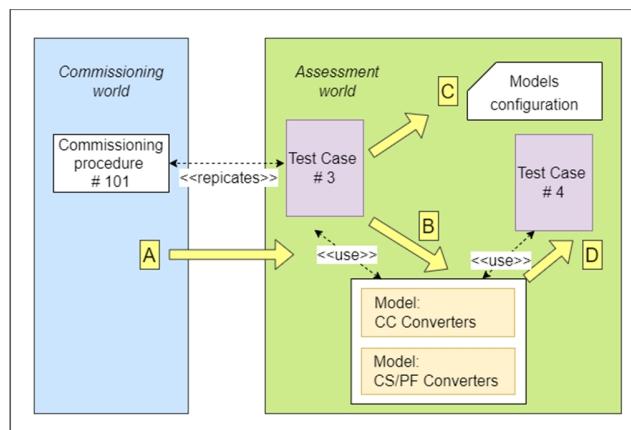 Commissioning
world
Assessment
world
C
Models
configuration
Commissioning
procedure
# 101
<<repicates>>
Test Case
# 3
Test Case
# 4
A
B
<<use>>
<<use>>
D
Model:
CC Converters
Model:
CS/PF Converters